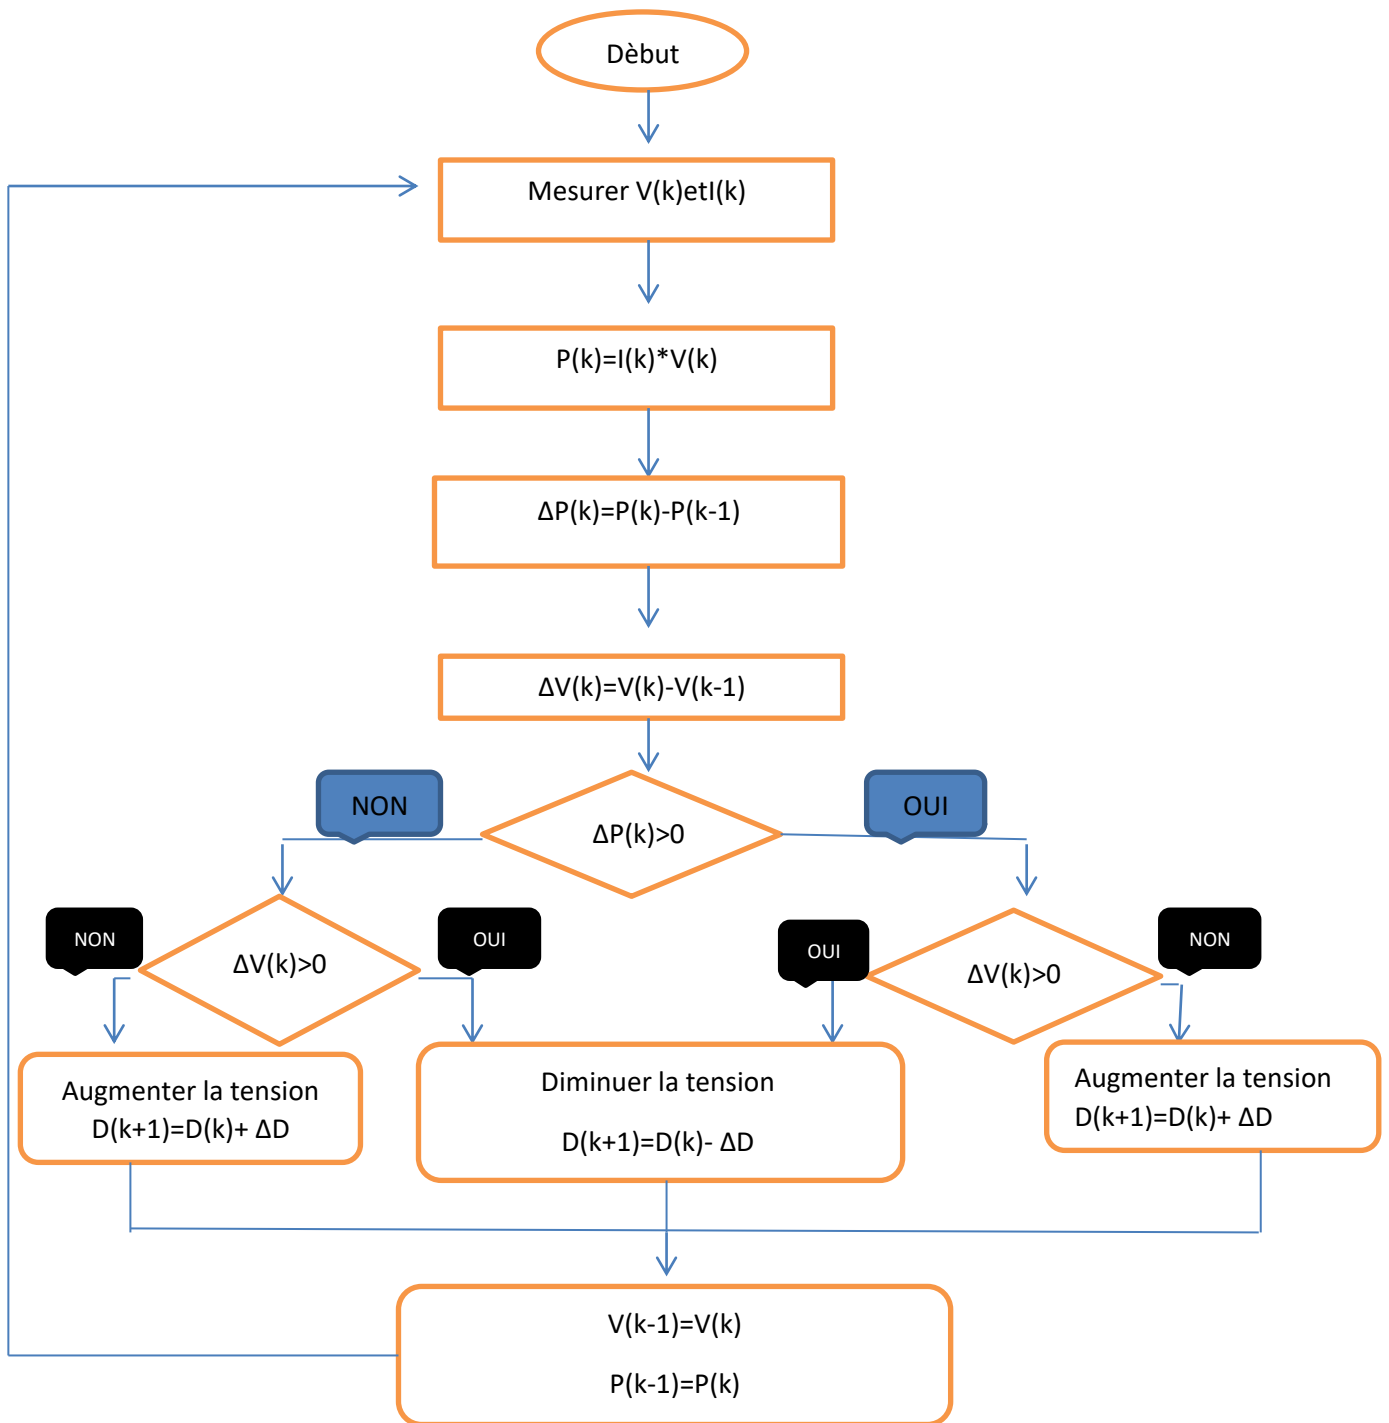 Dèbut
Mesurer V(k)etI(k)
P(k)=I(k)*V(k)
ΔP(k)=P(k)-P(k-1)
ΔV(k)=V(k)-V(k-1)
NON
OUI
ΔP(k)>0
NON
OUI
OUI
NON
ΔV(k)>0
ΔV(k)>0
Augmenter la tension
D(k+1)=D(k)+ ΔD
Diminuer la tension
D(k+1)=D(k)- ΔD
Augmenter la tension
D(k+1)=D(k)+ ΔD
V(k-1)=V(k)
P(k-1)=P(k)